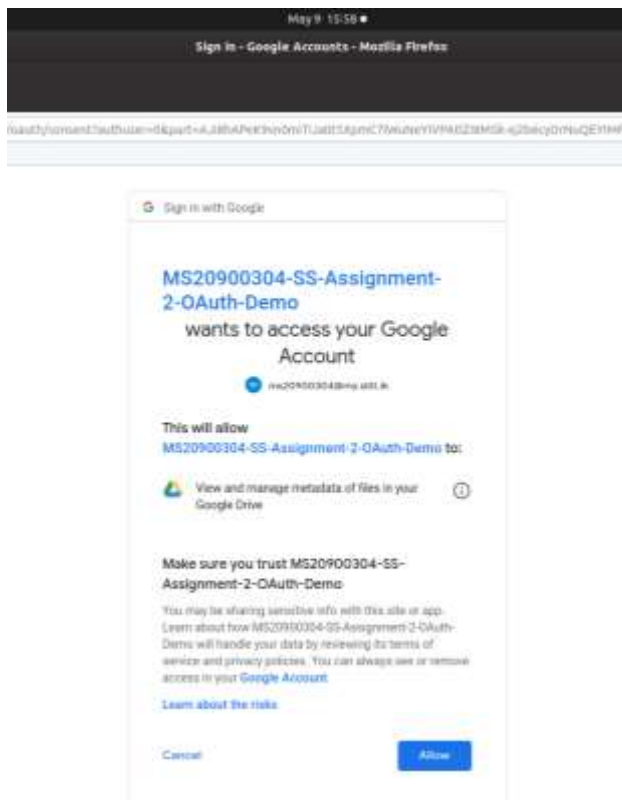 May 9 15:58
Sign in - Google Accounts - Mozilla Firefox
Sign in with Google
MS20900304-SS-Assignment-
2-OAuth-Demo
wants to access your Google
Account
ms20900304@my.sliit.lk
This will allow
MS20900304-SS-Assignment-2-OAuth-Demo to:
View and manage metadata of files in your
Google Drive
Make sure you trust MS20900304-SS-
Assignment-2-OAuth-Demo
You may be sharing sensitive info with this site or app.
Learn about how MS20900304-SS-Assignment-2-OAuth-
Demo will handle your data by reviewing its terms of
service and privacy policies. You can always see or remove
access in your Google Account.
Learn about the risks
Cancel
Allow